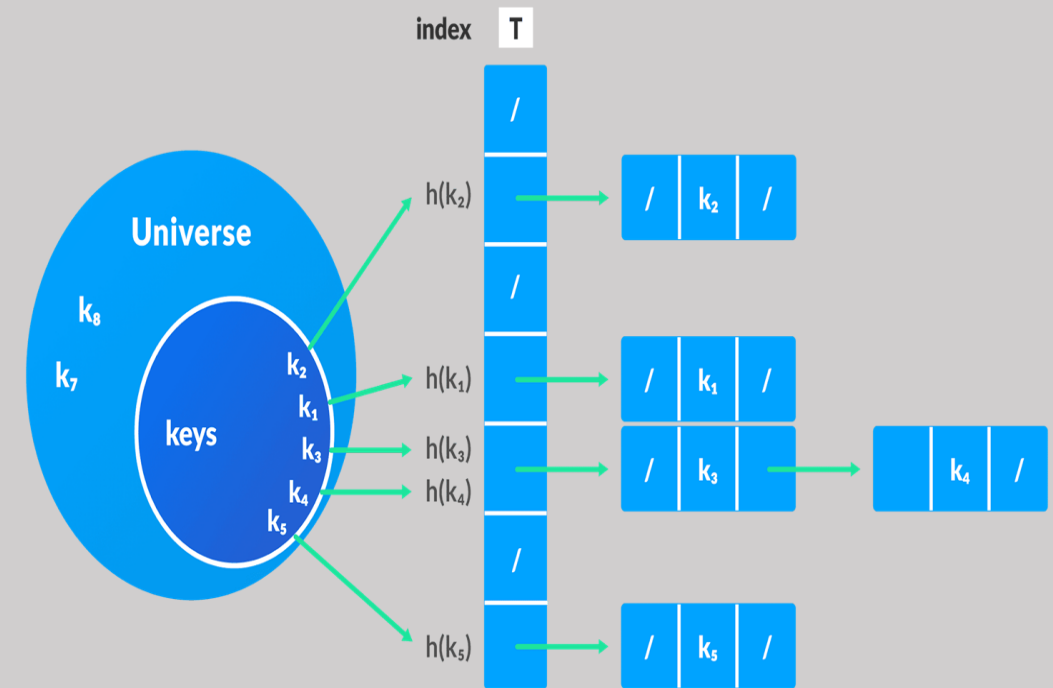 index T
/
h(k₂) / k₂ /
Universe
/
k₈
k₂
k₇
h(k₁) / k₁ /
k₁
keys
k₃ h(k₃)
/ k₃ k₄ /
k₄ h(k₄)
k₅
/
h(k₅) / k₅ /